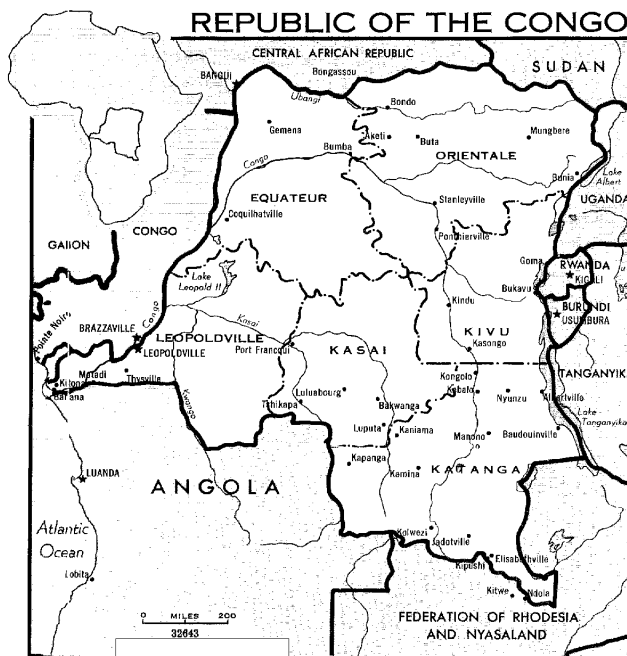 REPUBLIC OF THE CONGO
CENTRAL AFRICAN REPUBLIC
SUDAN
BANGUI
Bongassou
Ubangi
Bondo
Gemena
Aketi
Buta
Mungbere
Bumba
ORIENTALE
Congo
Bunia
Lake
Albert
EQUATEUR
Stanleyville
UGANDA
Coquilhatville
CONGO
Ponthierville
GABON
Goma
Lake
Leopold II
RWANDA
KIGALI
Bukavu
Kindu
BURUNDI
USUMBURA
Pointe Noire
Congo
BRAZZAVILLE
LEOPOLDVILLE
LEOPOLDVILLE
Kasai
Port Francqui
KASAI
KIVU
Kasongo
Matadi
Thysville
Kitona
Banana
Kwango
Tshikapa
Luluabourg
Bakwanga
Kongolo
Kabalo
Nyunzu
Albertville
TANGANYIKA
Lake
Tanganyika
Luputa
Kaniama
Manono
Baudouinville
Kapanga
Kamina
KATANGA
LUANDA
ANGOLA
Atlantic
Ocean
Kolwezi
Jadotville
Kipushi
Elisabethville
Lobito
Kitwe
Ndola
0 MILES 200
32643
FEDERATION OF RHODESIA
AND NYASALAND